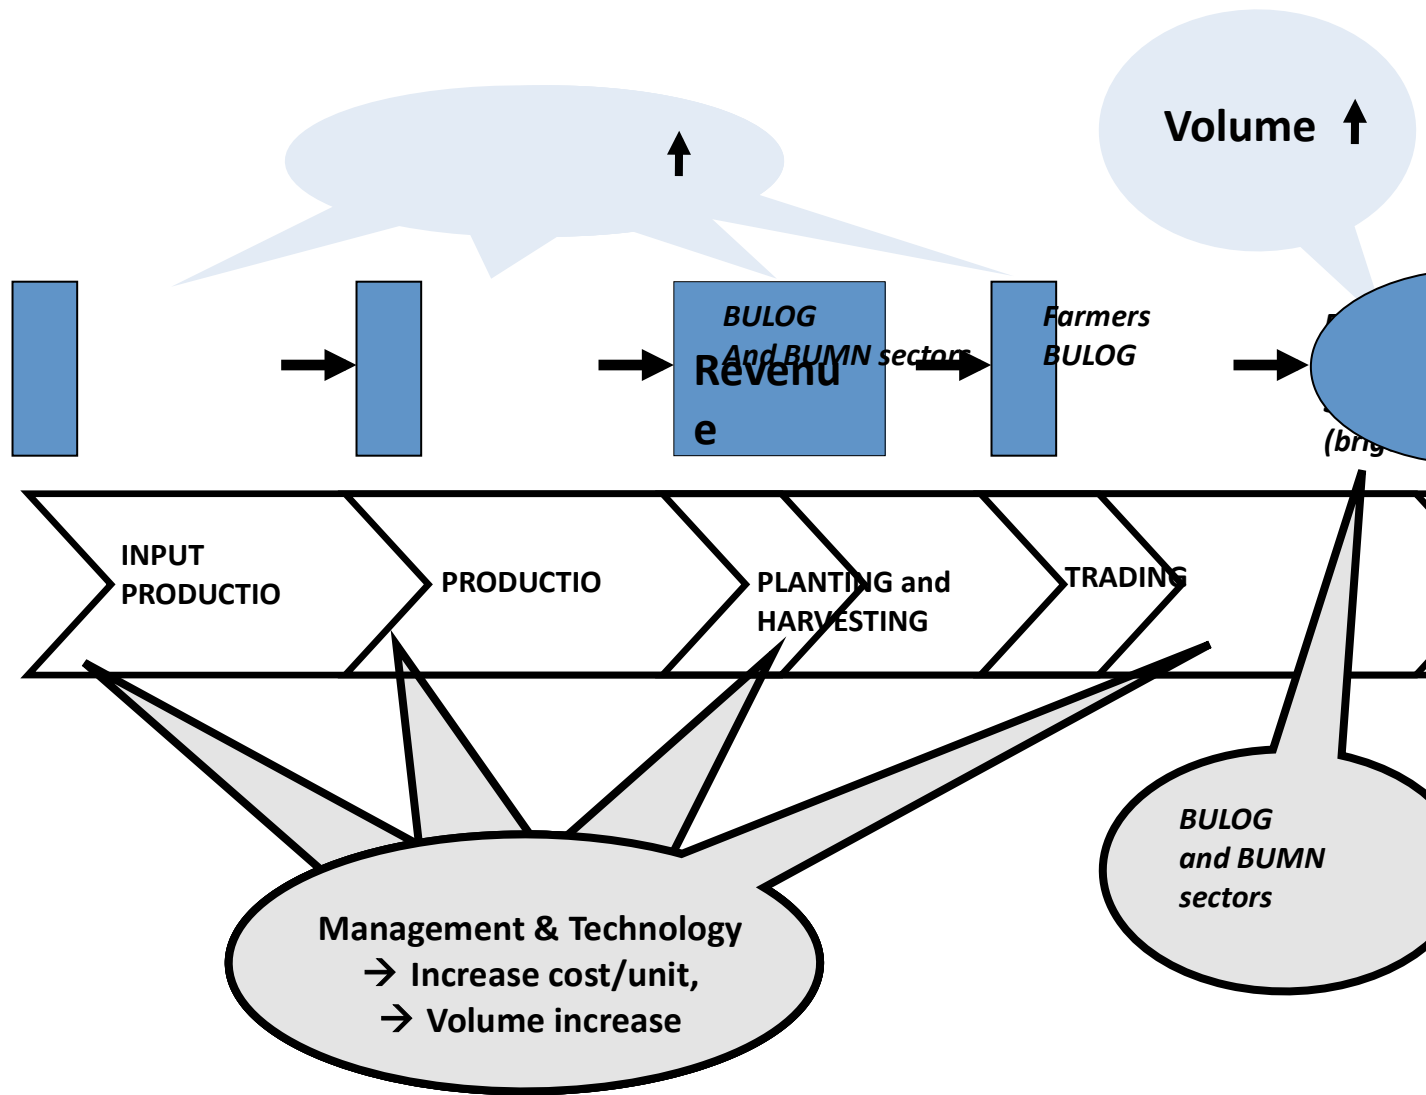 Volume
BULOG
And BUMN sectors
Revenu
e
Farmers
BULOG
INPUT
PRODUCTIO
PRODUCTIO
PLANTING and
HARVESTING
TRADING
BULOG
and BUMN
sectors
Management & Technology
→ Increase cost/unit,
→ Volume increase